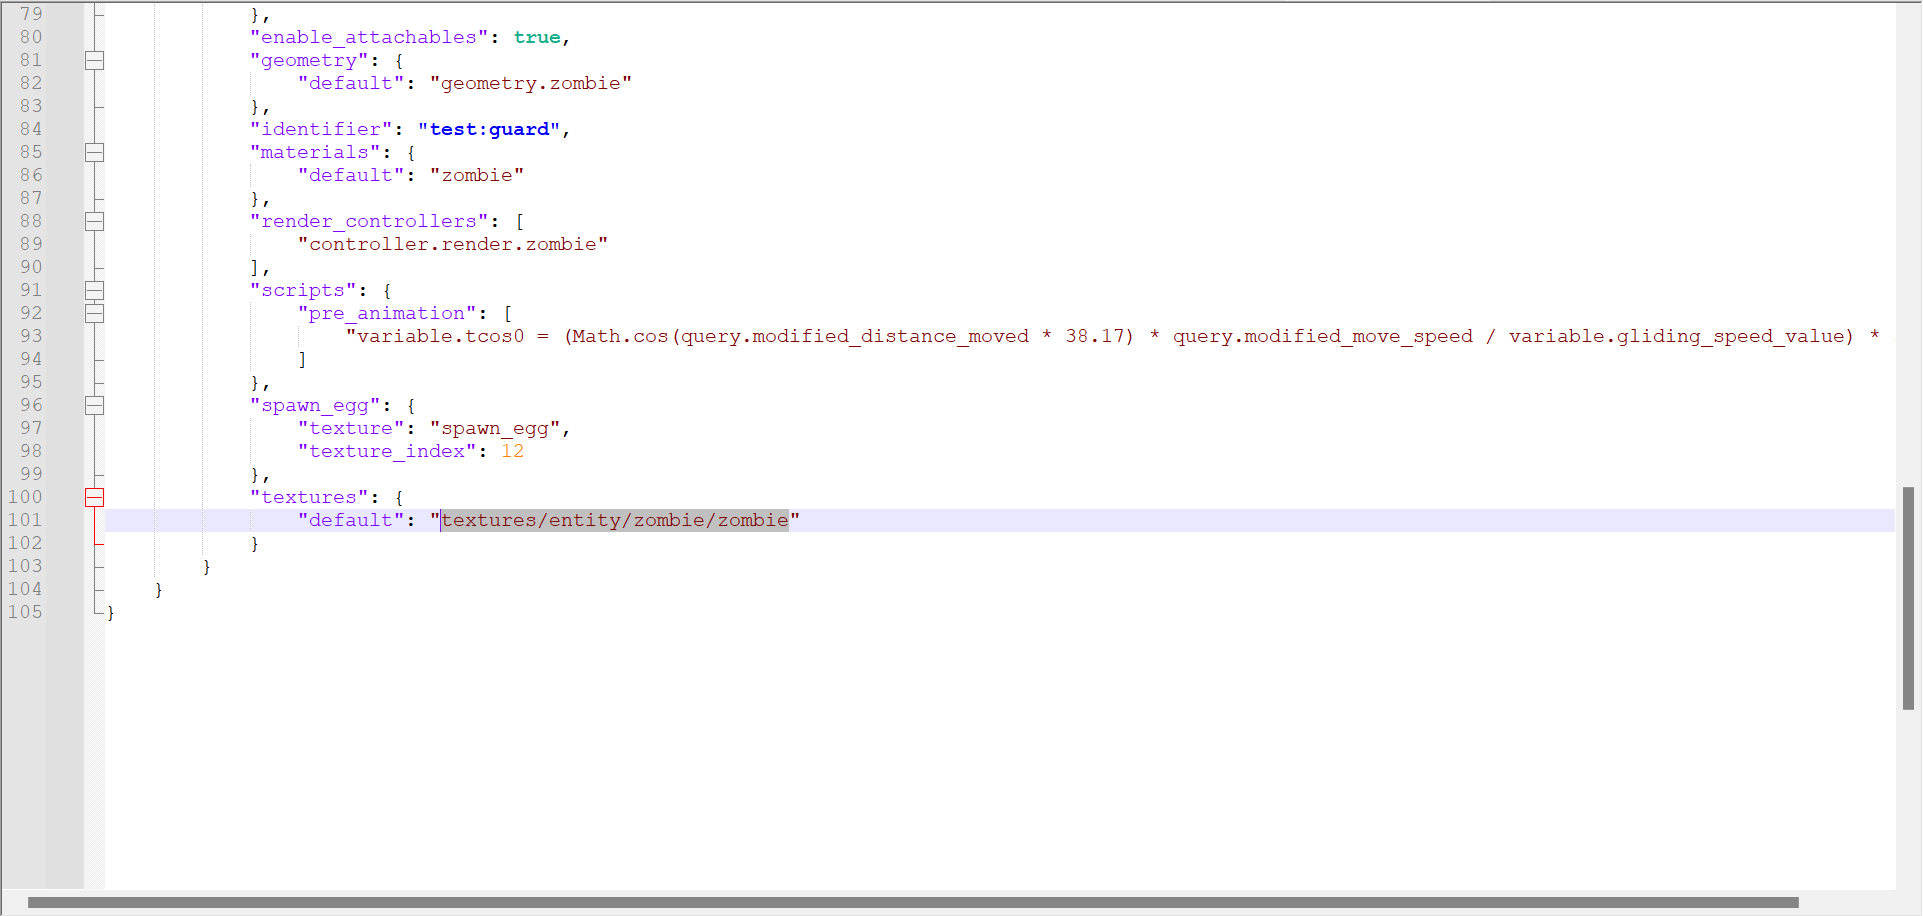 79 },
80 "enable_attachables": true,
81 "geometry": {
82 "default": "geometry.zombie"
83 },
84 "identifier": "test:guard",
85 "materials": {
86 "default": "zombie"
87 },
88 "render_controllers": [
89 "controller.render.zombie"
90 ],
91 "scripts": {
92 "pre_animation": [
93 "variable.tcos0 = (Math.cos(query.modified_distance_moved * 38.17) * query.modified_move_speed / variable.gliding_speed_value) *
94 ]
95 },
96 "spawn_egg": {
97 "texture": "spawn_egg",
98 "texture_index": 12
99 },
100 "textures": {
101 "default": "textures/entity/zombie/zombie"
102 }
103 }
104 }
105 }